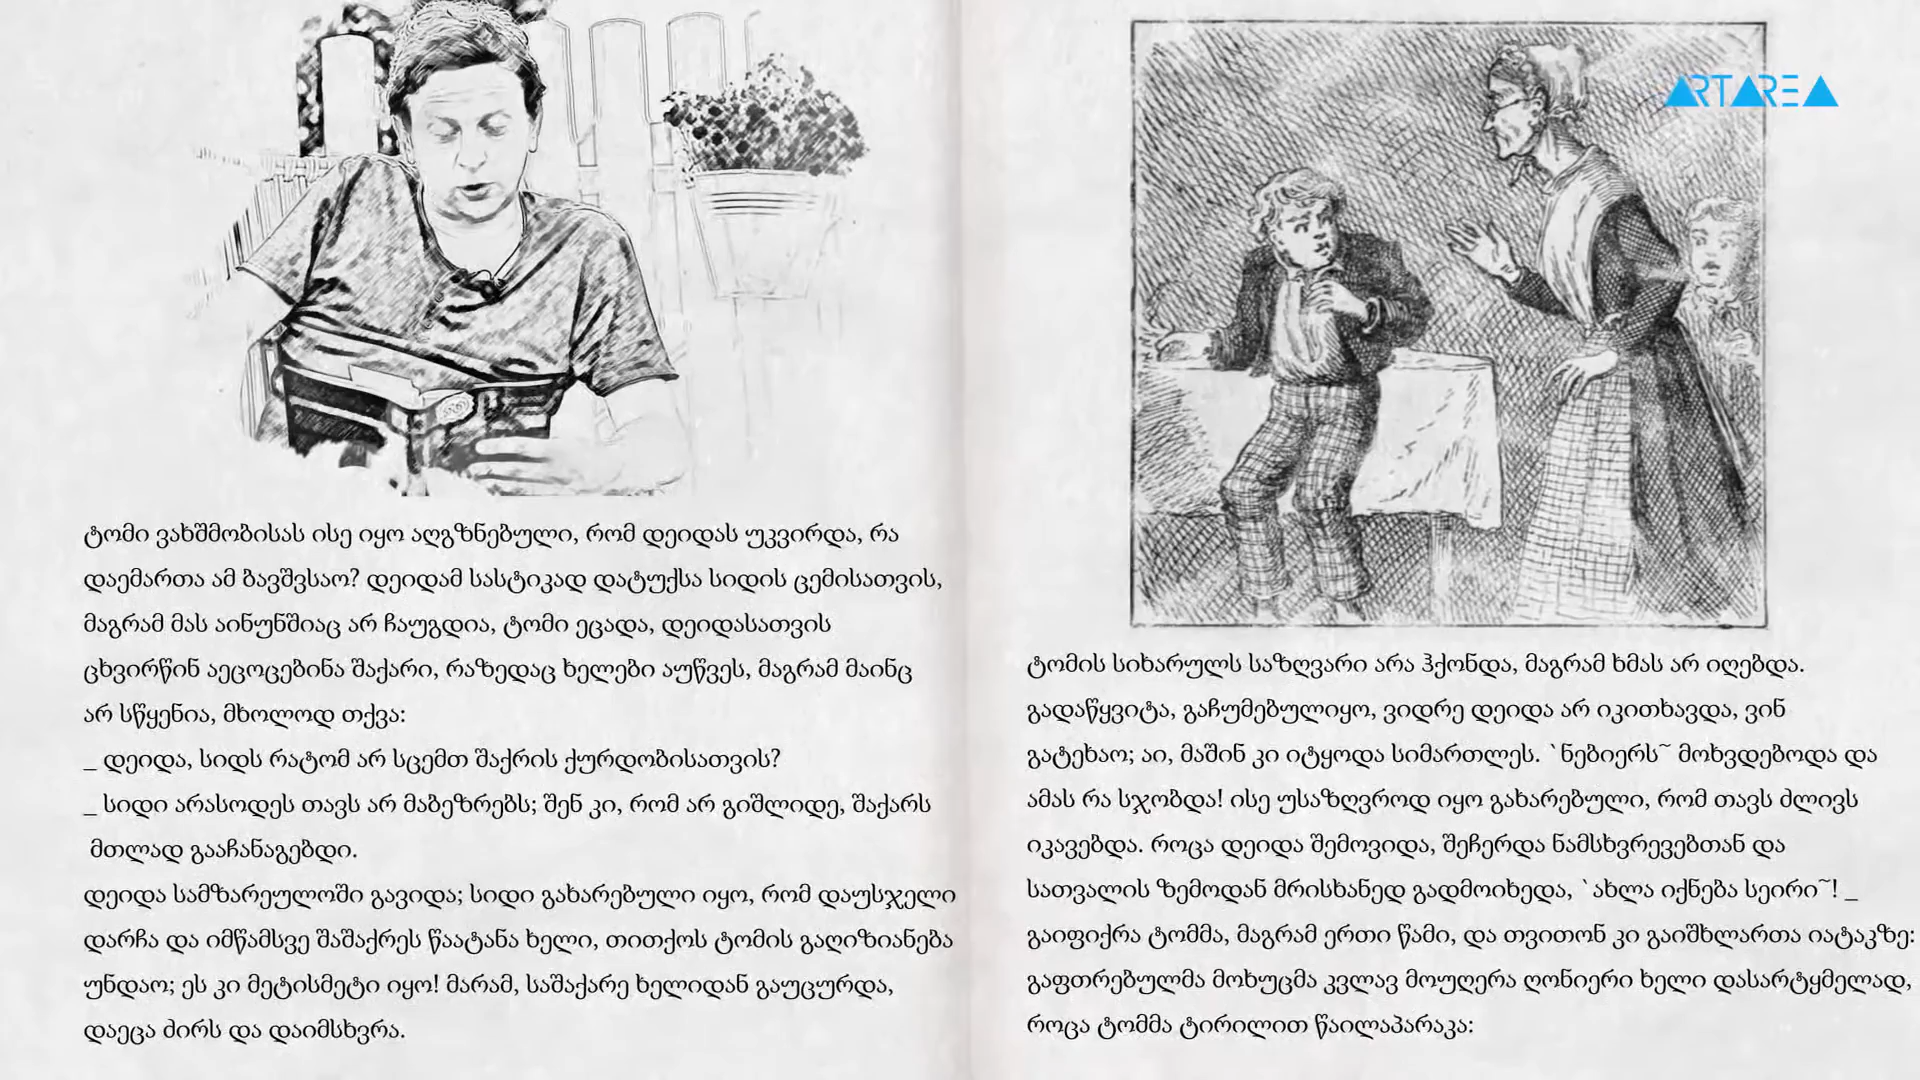 ტომი ვახშმობისას ისე იყო აღგზნებული, რომ დეიდას უკვირდა, რა
დაემართა ამ ბავშვსაო? დეიდამ სასტიკად დატუქსა სიდის ცემისათვის,
მაგრამ მას აინუნშიაც არ ჩაუგდია, ტომი ეცადა, დეიდასათვის
ცხვირწინ აეცოცებინა შაქარი, რაზედაც ხელები აუწვეს, მაგრამ მაინც
არ სწყენია, მხოლოდ თქვა:
_ დეიდა, სიდს რატომ არ სცემთ შაქრის ქურდობისათვის?
_ სიდი არასოდეს თავს არ მაბეზრებს; შენ კი, რომ არ გიშლიდე, შაქარს
მთლად გააჩანაგებდი.
დეიდა სამზარეულოში გავიდა; სიდი გახარებული იყო, რომ დაუსჯელი
დარჩა და იმწამსვე შაშაქრეს წაატანა ხელი, თითქოს ტომის გაღიზიანება
უნდაო; ეს კი მეტისმეტი იყო! მარამ, საშაქარე ხელიდან გაუცურდა,
დაეცა ძირს და დაიმსხვრა.
ARTAREA
ტომის სიხარულს საზღვარი არა ჰქონდა, მაგრამ ხმას არ იღებდა.
გადაწყვიტა, გაჩუმებულიყო, ვიდრე დეიდა არ იკითხავდა, ვინ
გატეხაო; აი, მაშინ კი იტყოდა სიმართლეს. `ნებიერს~ მოხვდებოდა და
ამას რა სჯობდა! ისე უსაზღვროდ იყო გახარებული, რომ თავს ძლივს
იკავებდა. როცა დეიდა შემოვიდა, შეჩერდა ნამსხვრევებთან და
სათვალის ზემოდან მრისხანედ გადმოიხედა, `ახლა იქნება სეირი~! _
გაიფიქრა ტომმა, მაგრამ ერთი წამი, და თვითონ კი გაიშხლართა იატაკზე:
გაფთრებულმა მოხუცმა კვლავ მოუღერა ღონიერი ხელი დასარტყმელად,
როცა ტომმა ტირილით წაილაპარაკა: